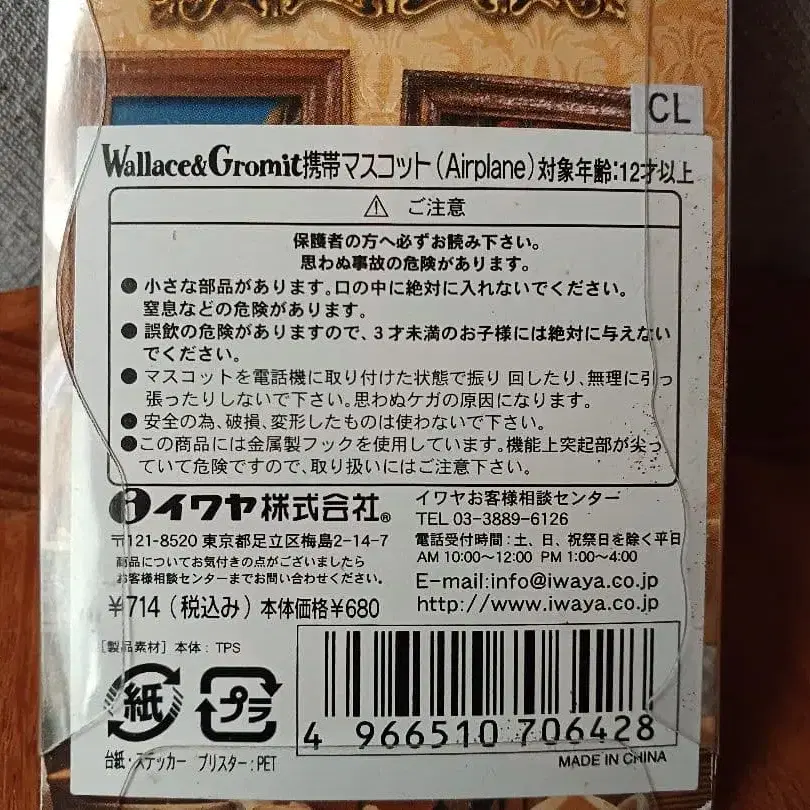 CL
Wallace&Gromit携帯マスコット(Airplane)対象年齢:12才以上
⚠ ご注意
保護者の方へ必ずお読み下さい。
思わぬ事故の危険があります。
●小さな部品があります。口の中に絶対に入れないでください。
窒息などの危険があります。
●誤飲の危険がありますので、3才未満のお子様には絶対に与えない
でください。
●マスコットを電話機に取り付けた状態で振り回したり、無理に引っ
張ったりしないで下さい。思わぬケガの原因になります。
●安全の為、破損、変形したものは使わないで下さい。
●この商品には金属製フックを使用しています。機能上突起部が尖っ
ていて危険ですので、取り扱いにはご注意下さい。
イワヤ株式会社®
〒121-8520 東京都足立区梅島2-14-7
商品についてお気付きの点がございましたら
お客様相談センターまでお問い合わせください。
¥714(税込み)本体価格¥680
イワヤお客様相談センター
TEL 03-3889-6126
電話受付時間:土、日、祝祭日を除く平日
AM 10:00〜12:00 PM 1:00〜4:00
E-mail:info@iwaya.co.jp
http://www.iwaya.co.jp
[製品素材]本体:TPS
紙
プラ
台紙・ステッカー ブリスター:PET
4 966510 706428
MADE IN CHINA